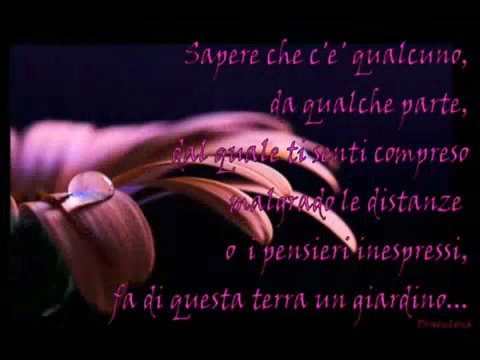 Sapere che c'e' qualcuno,
da qualche parte,
dal quale ti senti compreso
malgrado le distanze
o i pensieri inespressi,
fa di questa terra un giardino...